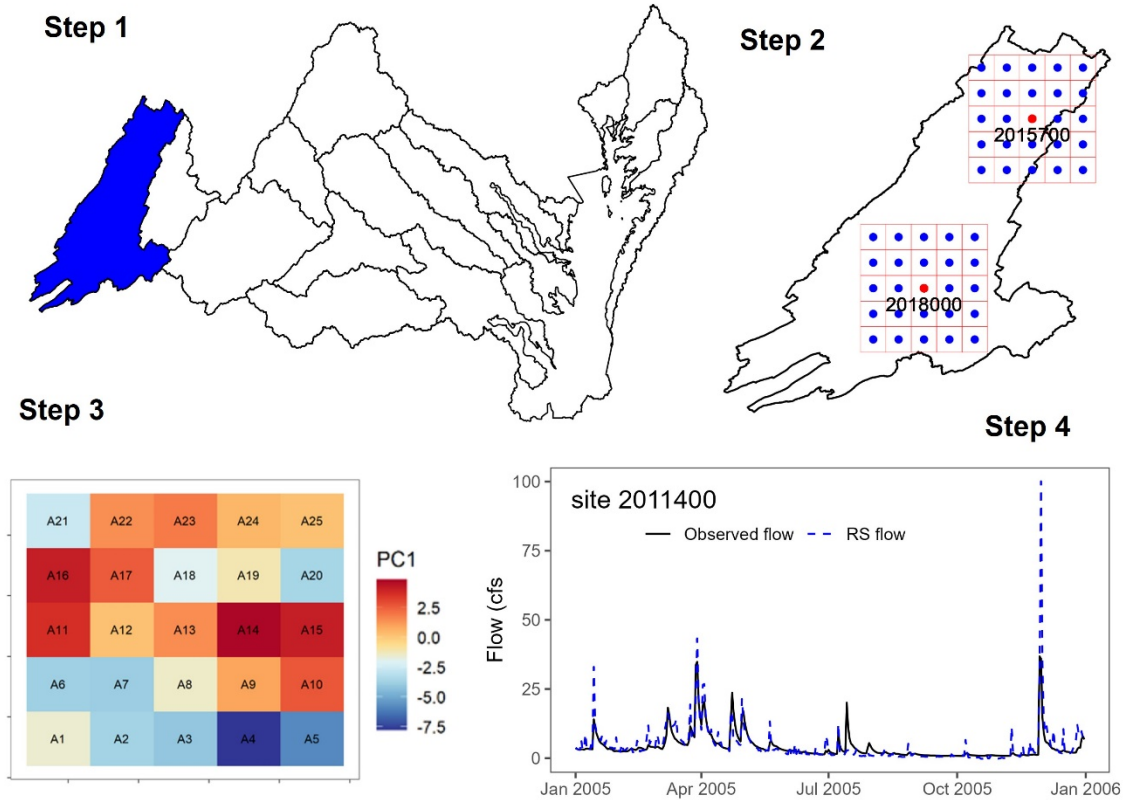 Step 1
Step 2
2015700
2018000
Step 3
Step 4
A21 A22 A23 A24 A25
A16 A17 A18 A19 A20
A11 A12 A13 A14 A15
A6 A7 A8 A9 A10
A1 A2 A3 A4 A5
PC1
2.5
0.0
-2.5
-5.0
-7.5
site 2011400
Observed flow RS flow
Flow (cfs
100
75
50
25
0
Jan 2005 Apr 2005 Jul 2005 Oct 2005 Jan 2006